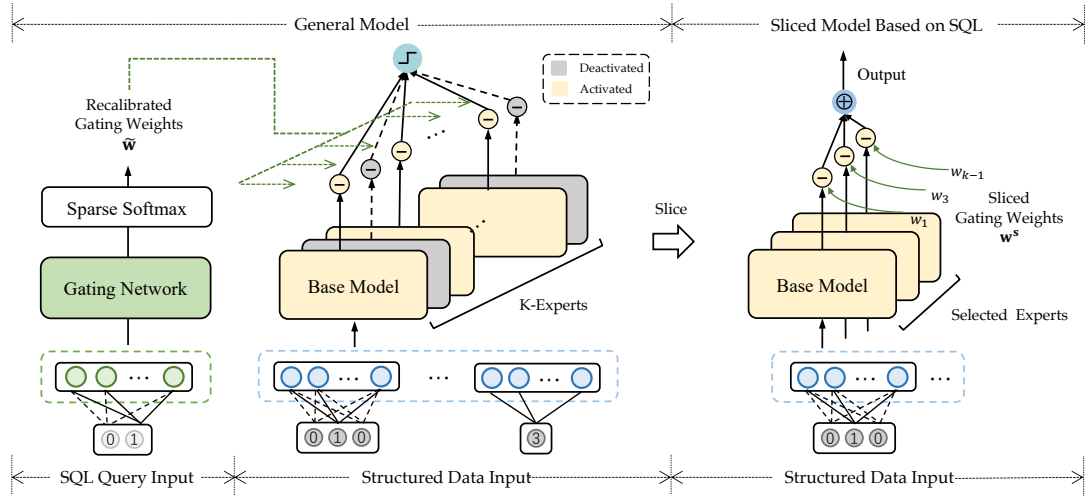 General Model
Sliced Model Based on SQL
Deactivated
Activated
Output
Recalibrated
Gating Weights
w̃
Sparse Softmax
Gating Network
Base Model
...
...
K-Experts
Slice
w_{k−1}
w_3
w_1
Sliced
Gating Weights
w^s
Base Model
Selected Experts
...
...
...
...
...
...
0 1
0 1 0
3
0 1 0
SQL Query Input
Structured Data Input
Structured Data Input